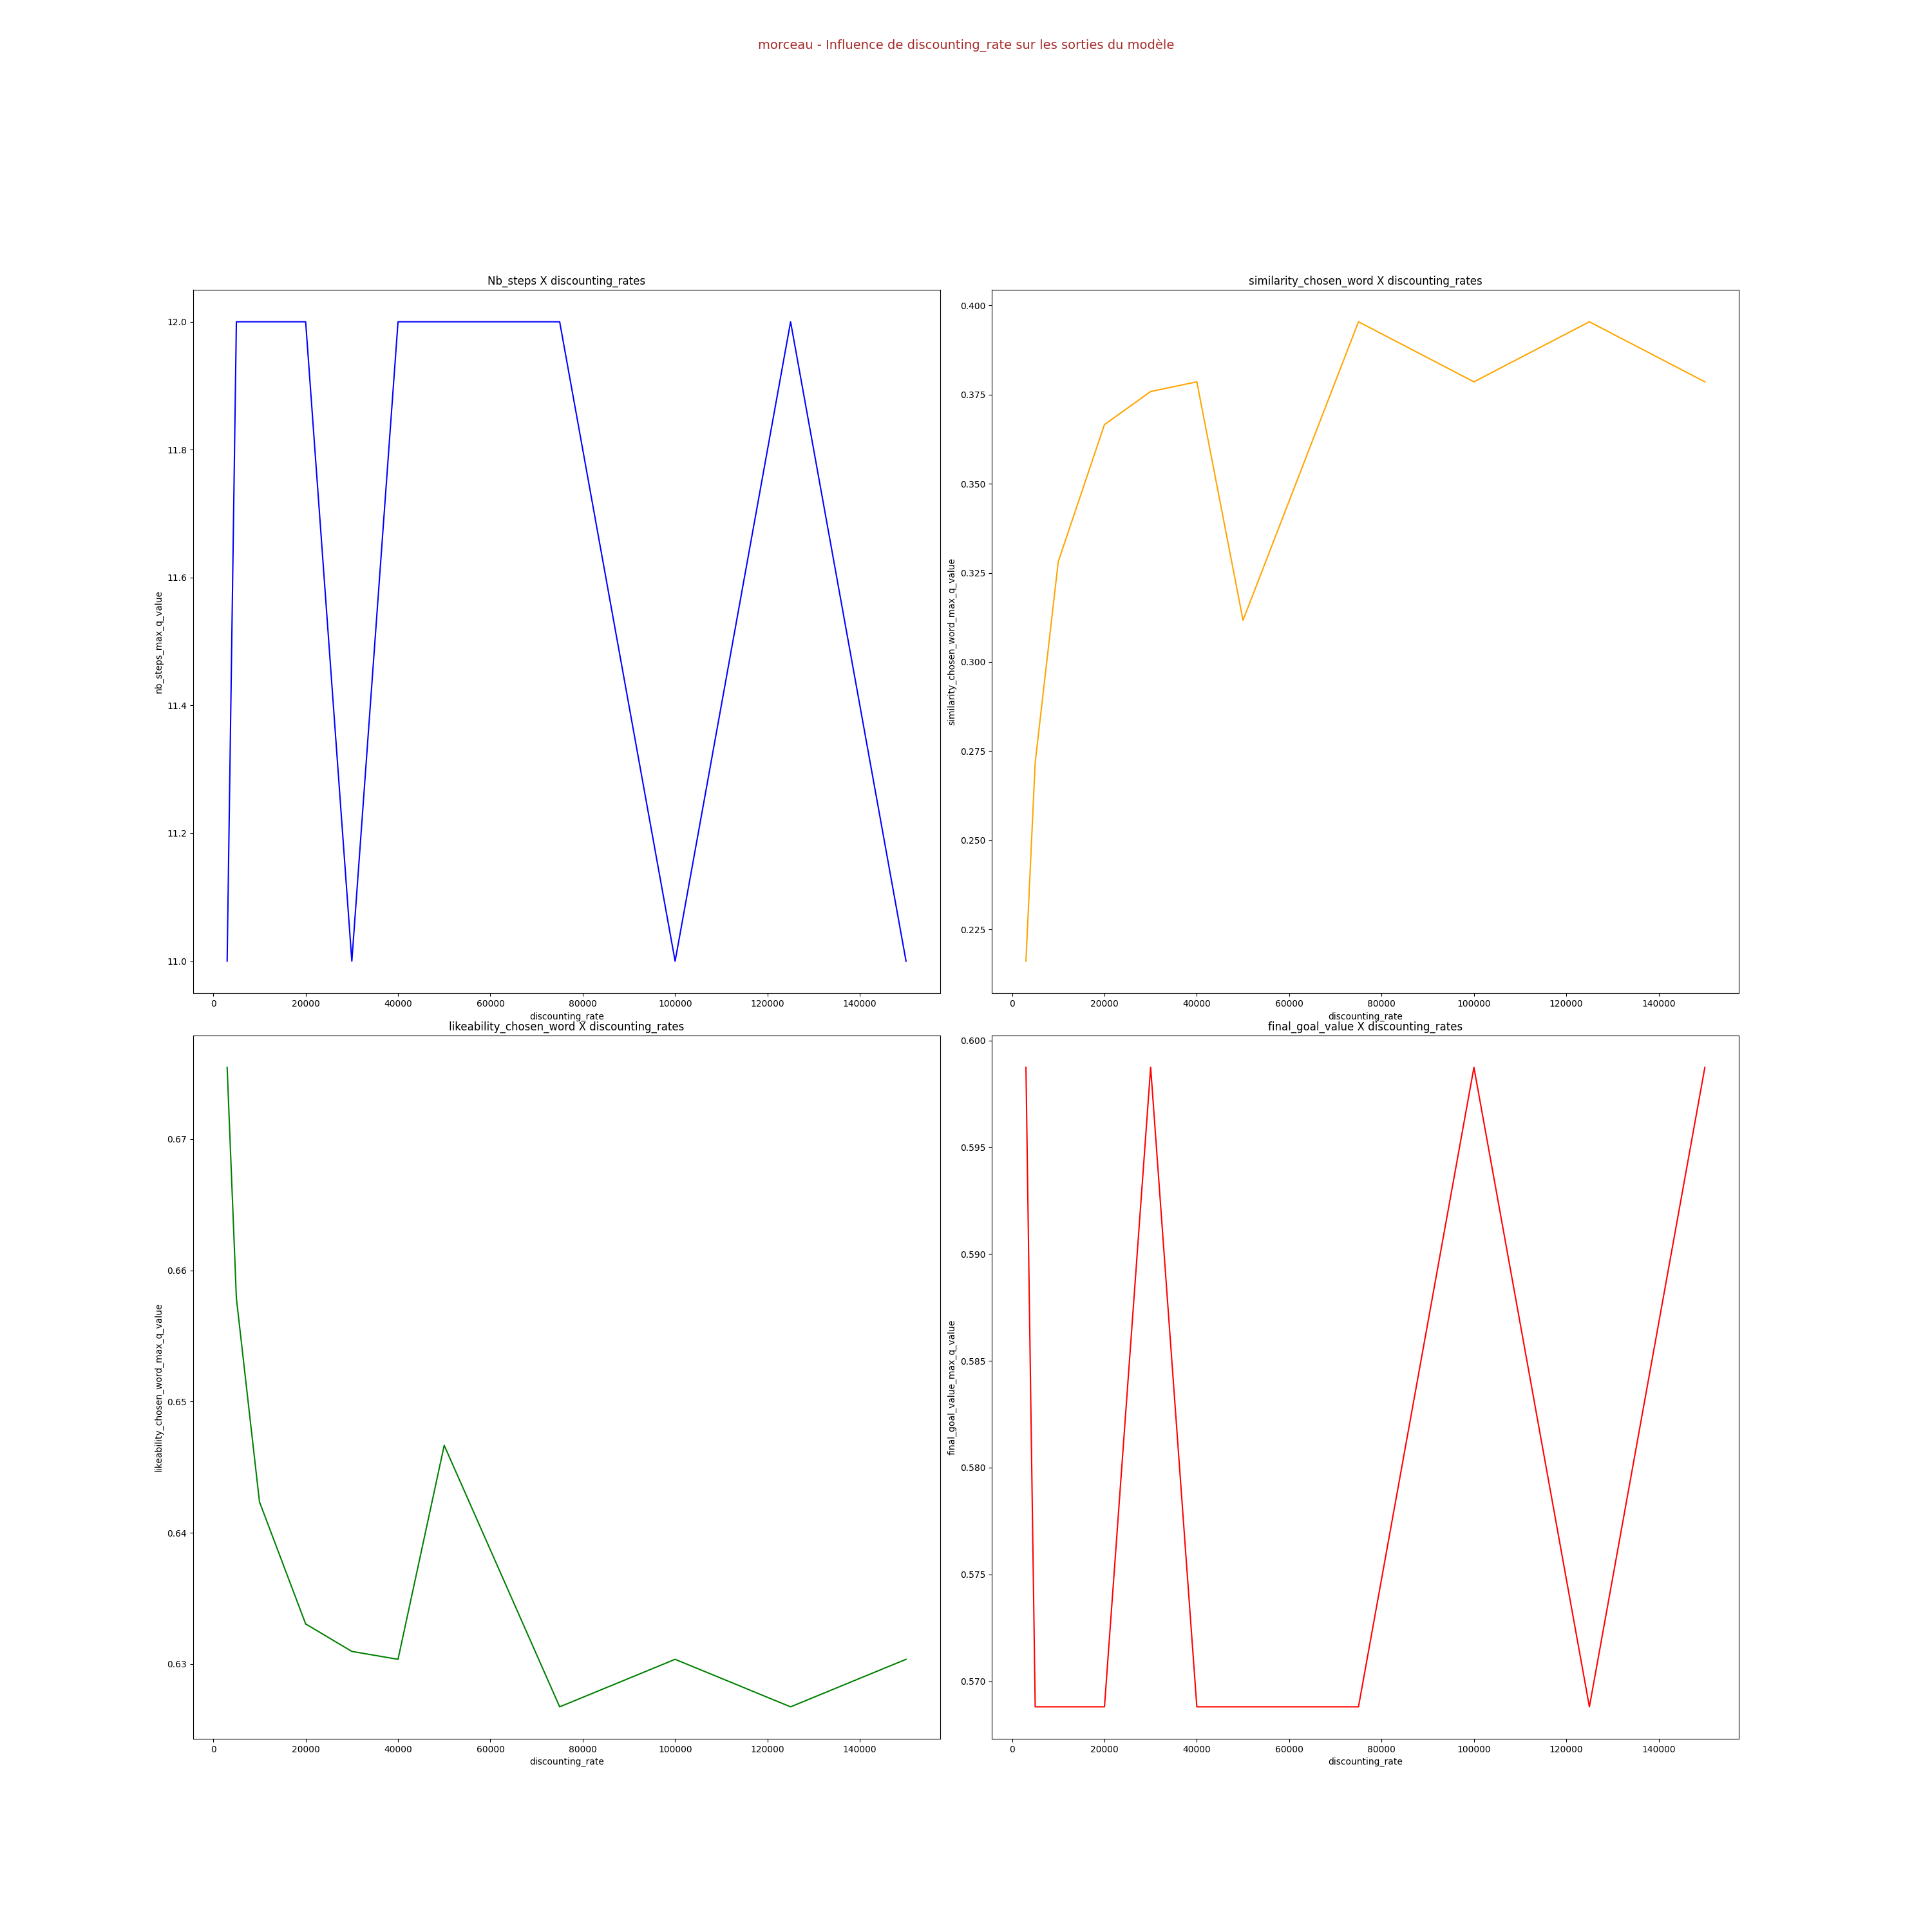 morceau - Influence de discounting_rate sur les sorties du modèle
Nb_steps X discounting_rates
12.0
11.8
11.6
11.4
11.2
11.0
nb_steps_max_q_value
0 20000 40000 60000 80000 100000 120000 140000
discounting_rate
similarity_chosen_word X discounting_rates
0.400
0.375
0.350
0.325
0.300
0.275
0.250
0.225
similarity_chosen_word_max_q_value
0 20000 40000 60000 80000 100000 120000 140000
discounting_rate
likeability_chosen_word X discounting_rates
0.67
0.66
0.65
0.64
0.63
likeability_chosen_word_max_q_value
0 20000 40000 60000 80000 100000 120000 140000
discounting_rate
final_goal_value X discounting_rates
0.600
0.595
0.590
0.585
0.580
0.575
0.570
final_goal_value_max_q_value
0 20000 40000 60000 80000 100000 120000 140000
discounting_rate